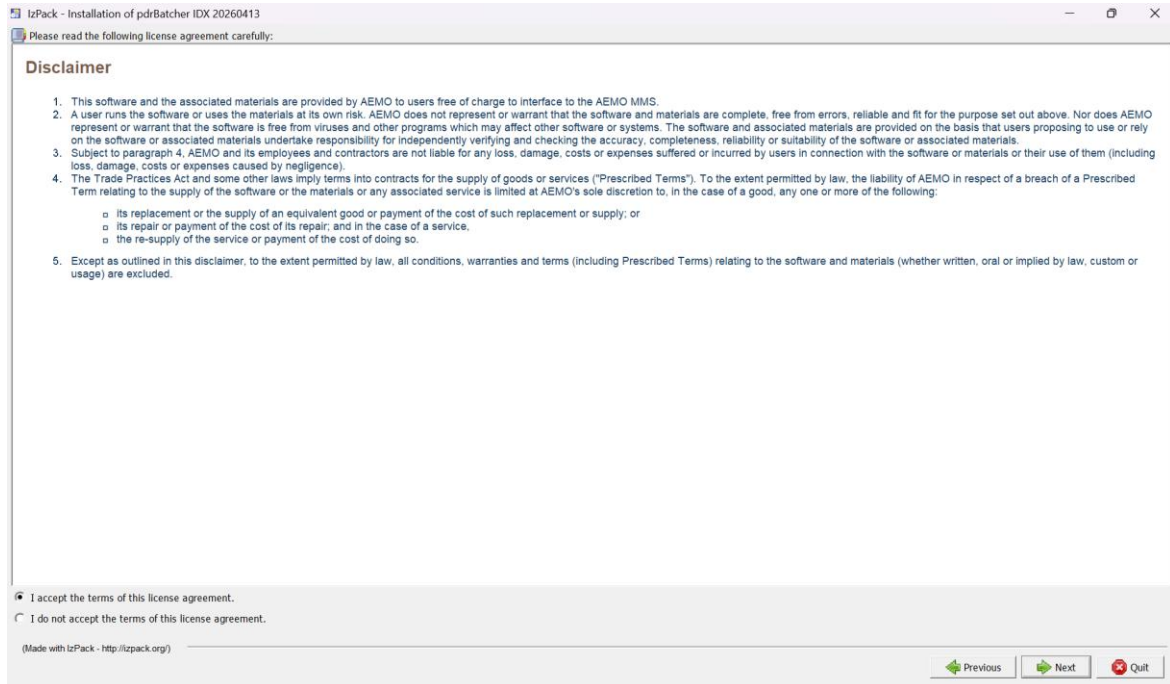 IzPack - Installation of pdrBatcher IDX 20260413
Please read the following license agreement carefully:
Disclaimer
1. This software and the associated materials are provided by AEMO to users free of charge to interface to the AEMO MMS.
2. A user runs the software or uses the materials at its own risk. AEMO does not represent or warrant that the software and materials are complete, free from errors, reliable and fit for the purpose set out above. Nor does AEMO
represent or warrant that the software is free from viruses and other programs which may affect other software or systems. The software and associated materials are provided on the basis that users proposing to use or rely
on the software or associated materials undertake responsibility for independently verifying and checking the accuracy, completeness, reliability or suitability of the software or associated materials.
3. Subject to paragraph 4, AEMO and its employees and contractors are not liable for any loss, damage, costs or expenses suffered or incurred by users in connection with the software or materials or their use of them (including
loss, damage, costs or expenses caused by negligence).
4. The Trade Practices Act and some other laws imply terms into contracts for the supply of goods or services ("Prescribed Terms"). To the extent permitted by law, the liability of AEMO in respect of a breach of a Prescribed
Term relating to the supply of the software or the materials or any associated service is limited at AEMO's sole discretion to, in the case of a good, any one or more of the following:
its replacement or the supply of an equivalent good or payment of the cost of such replacement or supply; or
its repair or payment of the cost of its repair; and in the case of a service,
the re-supply of the service or payment of the cost of doing so.
5. Except as outlined in this disclaimer, to the extent permitted by law, all conditions, warranties and terms (including Prescribed Terms) relating to the software and materials (whether written, oral or implied by law, custom or
usage) are excluded.
I accept the terms of this license agreement.
I do not accept the terms of this license agreement.
(Made with IzPack - http://izpack.org/)
Previous Next Quit